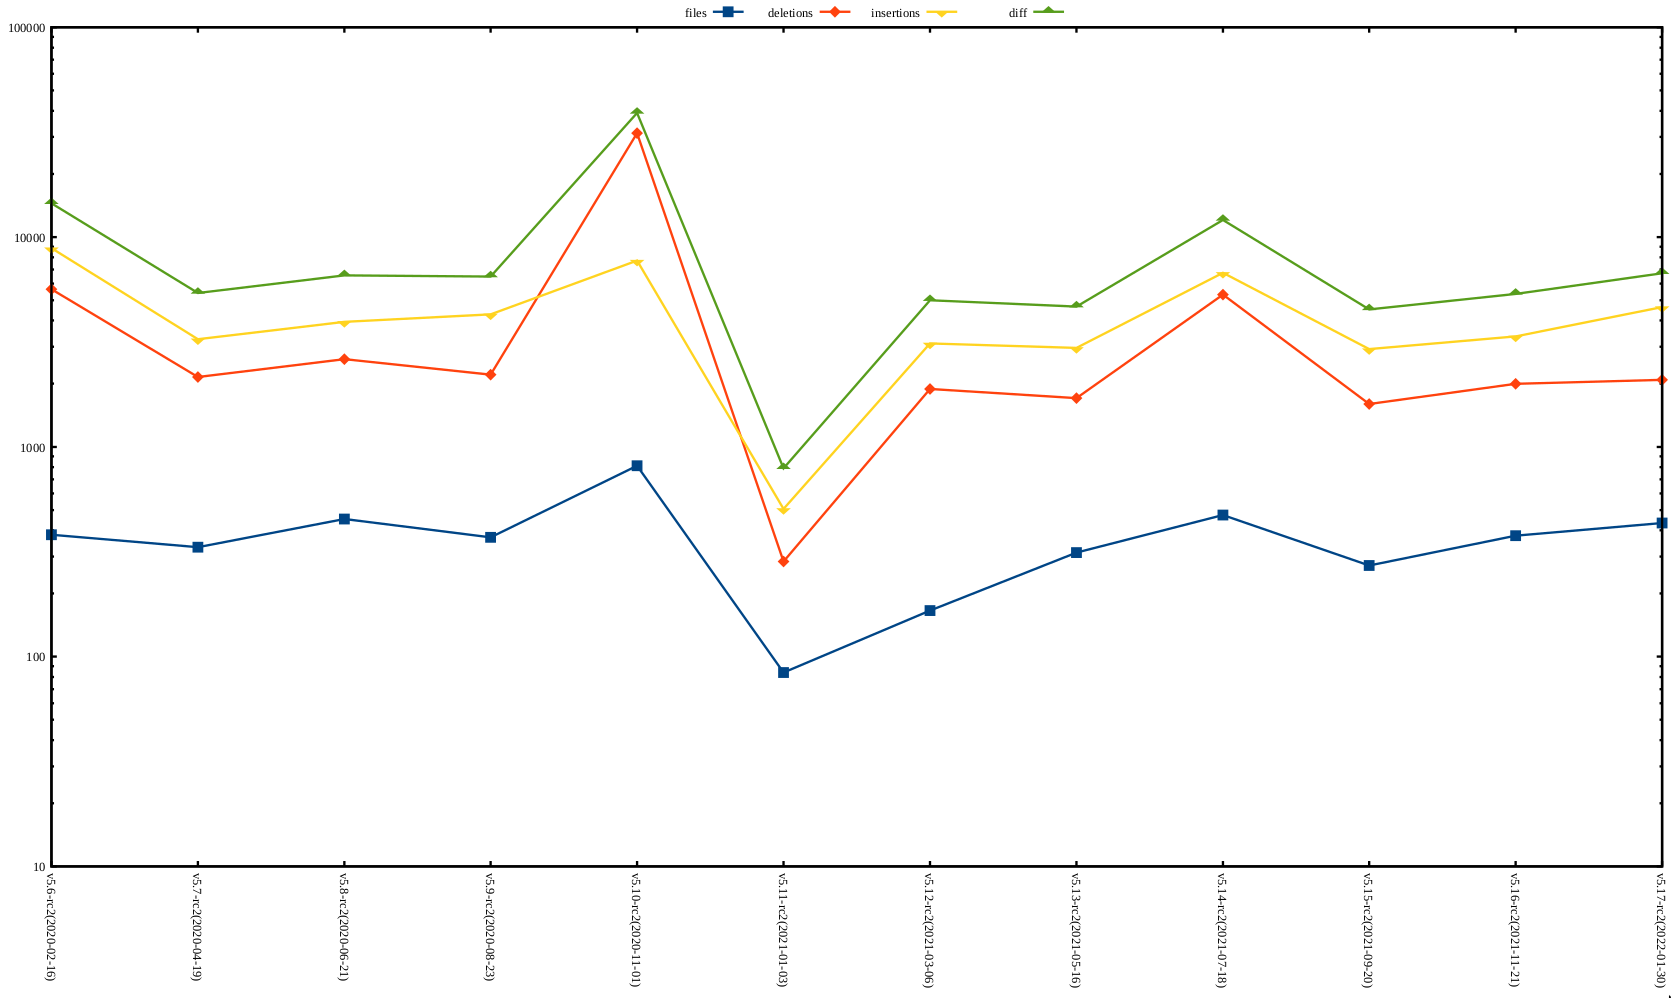 files deletions insertions diff
100000
10000
1000
100
10
v5.6-rc2(2020-02-16)
v5.7-rc2(2020-04-19)
v5.8-rc2(2020-06-21)
v5.9-rc2(2020-08-23)
v5.10-rc2(2020-11-01)
v5.11-rc2(2021-01-03)
v5.12-rc2(2021-03-06)
v5.13-rc2(2021-05-16)
v5.14-rc2(2021-07-18)
v5.15-rc2(2021-09-20)
v5.16-rc2(2021-11-21)
v5.17-rc2(2022-01-30)